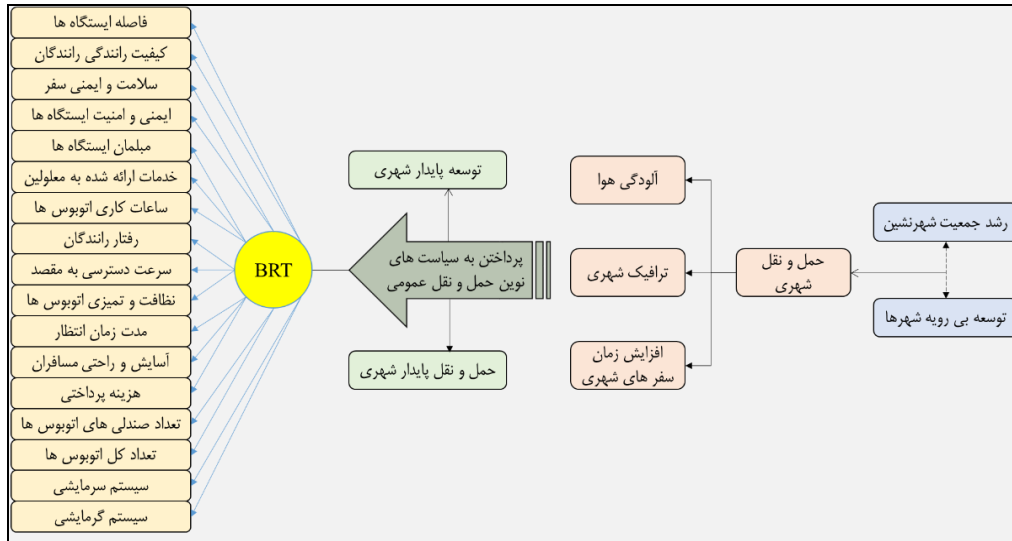 رشد جمعیت شهرنشین
توسعه بی رویه شهرها
حمل و نقل
شهری
آلودگی هوا
ترافیک شهری
افزایش زمان
سفر های شهری
توسعه پایدار شهری
پرداختن به سیاست های
نوین حمل و نقل عمومی
حمل و نقل پایدار شهری
BRT
فاصله ایستگاه ها
کیفیت رانندگی رانندگان
سلامت و ایمنی سفر
ایمنی و امنیت ایستگاه ها
مبلمان ایستگاه ها
خدمات ارائه شده به معلولین
ساعات کاری اتوبوس ها
رفتار رانندگان
سرعت دسترسی به مقصد
نظافت و تمیزی اتوبوس ها
مدت زمان انتظار
آسایش و راحتی مسافران
هزینه پرداختی
تعداد صندلی های اتوبوس ها
تعداد کل اتوبوس ها
سیستم سرمایشی
سیستم گرمایشی